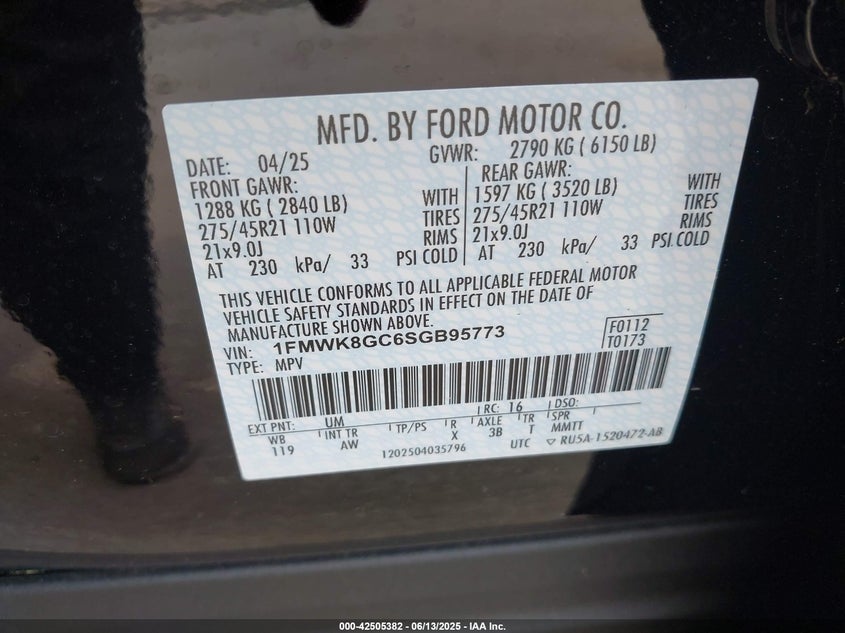 MFD. BY FORD MOTOR CO.
DATE: 04/25 GVWR: 2790 KG ( 6150 LB)
FRONT GAWR: REAR GAWR:
1288 KG ( 2840 LB) WITH 1597 KG ( 3520 LB) WITH
275/45R21 110W TIRES 275/45R21 110W TIRES
21x9.0J RIMS 21x9.0J RIMS
AT 230 kPa/ 33 PSI COLD AT 230 kPa/ 33 PSI COLD
THIS VEHICLE CONFORMS TO ALL APPLICABLE FEDERAL MOTOR
VEHICLE SAFETY STANDARDS IN EFFECT ON THE DATE OF
MANUFACTURE SHOWN ABOVE.
VIN: 1FMWK8GC6SGB95773 F0112
TYPE: MPV T0173
EXT PNT: UM RC: 16 DSO:
WB INT TR TP/PS R AXLE TR SPR
119 AW X 3B T MMTT
1202504035796 UTC ▽ RU5A-1520472-AB
000-42505382 - 06/13/2025 - IAA Inc.